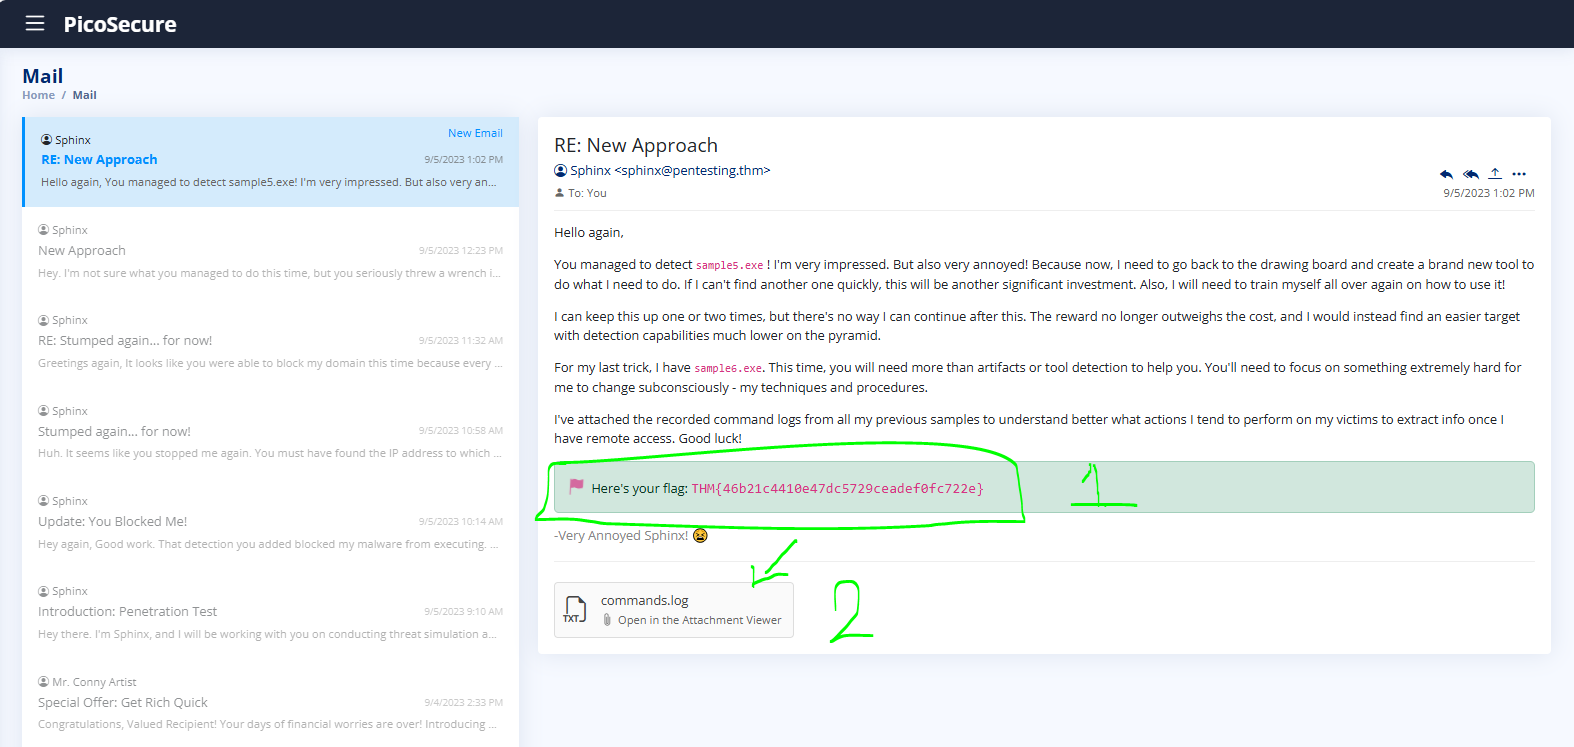 PicoSecure
Mail
Home / Mail
Sphinx
New Email
RE: New Approach
9/5/2023 1:02 PM
Hello again, You managed to detect sample5.exe! I'm very impressed. But also very an...
Sphinx
New Approach
9/5/2023 12:23 PM
Hey. I'm not sure what you managed to do this time, but you seriously threw a wrench i...
Sphinx
RE: Stumped again... for now!
9/5/2023 11:32 AM
Greetings again, It looks like you were able to block my domain this time because every ...
Sphinx
Stumped again... for now!
9/5/2023 10:58 AM
Huh. It seems like you stopped me again. You must have found the IP address to which ...
Sphinx
Update: You Blocked Me!
9/5/2023 10:14 AM
Hey again, Good work. That detection you added blocked my malware from executing. ...
Sphinx
Introduction: Penetration Test
9/5/2023 9:10 AM
Hey there. I'm Sphinx, and I will be working with you on conducting threat simulation a...
Mr. Conny Artist
Special Offer: Get Rich Quick
9/4/2023 2:33 PM
Congratulations, Valued Recipient! Your days of financial worries are over! Introducing ...
RE: New Approach
Sphinx <sphinx@pentesting.thm>
To: You
9/5/2023 1:02 PM
Hello again,
You managed to detect sample5.exe ! I'm very impressed. But also very annoyed! Because now, I need to go back to the drawing board and create a brand new tool to
do what I need to do. If I can't find another one quickly, this will be another significant investment. Also, I will need to train myself all over again on how to use it!
I can keep this up one or two times, but there's no way I can continue after this. The reward no longer outweighs the cost, and I would instead find an easier target
with detection capabilities much lower on the pyramid.
For my last trick, I have sample6.exe. This time, you will need more than artifacts or tool detection to help you. You'll need to focus on something extremely hard for
me to change subconsciously - my techniques and procedures.
I've attached the recorded command logs from all my previous samples to understand better what actions I tend to perform on my victims to extract info once I
have remote access. Good luck!
Here's your flag: THM{46b21c4410e47dc5729ceadef0fc722e}
1
-Very Annoyed Sphinx! 😆
TXT
commands.log
Open in the Attachment Viewer
2